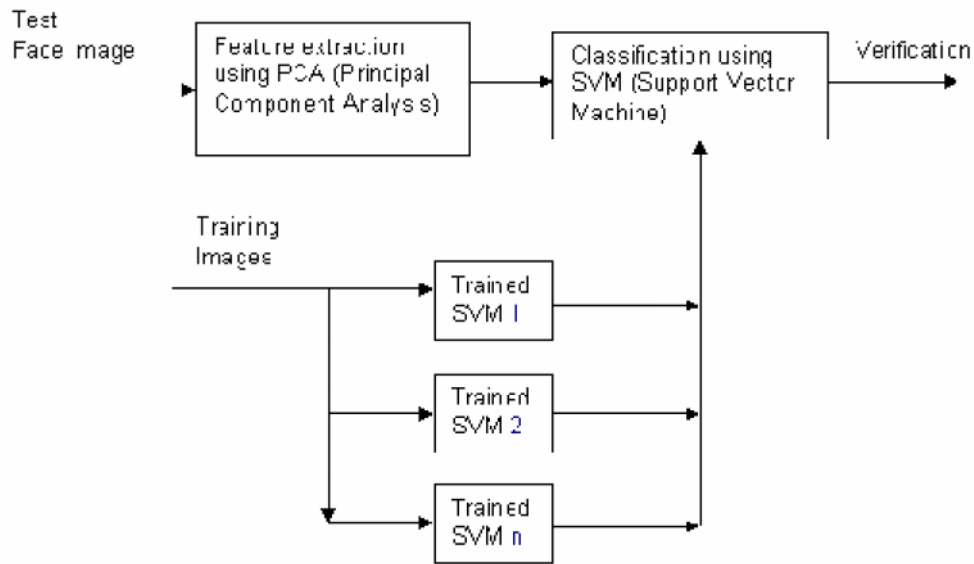 Test
Face Image
Feature extraction
using PCA (Principal
Component Analysis)
Classification using
SVM (Support Vector
Machine)
Verification
Training
Images
Trained
SVM 1
Trained
SVM 2
Trained
SVM n